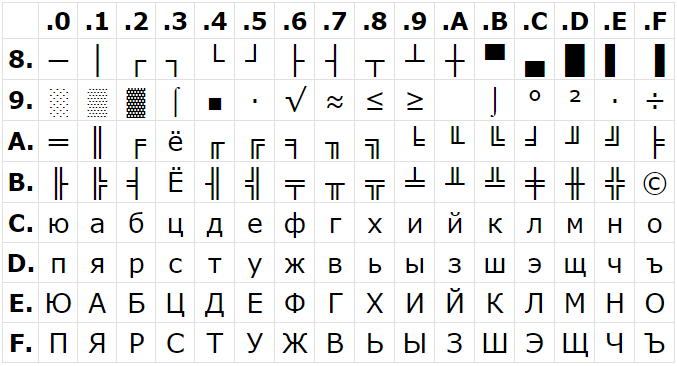 .0 .1 .2 .3 .4 .5 .6 .7 .8 .9 .A .B .C .D .E .F
8. ─ │ ┌ ┐ └ ┘ ├ ┤ ┬ ┴ ┼ ▀ ▄ █ ▌ ▐
9. ░ ▒ ▓ ⌠ ■ ∙ √ ≈ ≤ ≥   ⌡ ° ² · ÷
A. ═ ║ ╒ ё ╓ ╔ ╕ ╖ ╗ ╘ ╙ ╚ ╛ ╜ ╝ ╞
B. ╟ ╠ ╡ Ё ╢ ╣ ╤ ╥ ╦ ╧ ╨ ╩ ╪ ╫ ╬ ©
C. ю а б ц д е ф г х и й к л м н о
D. п я р с т у ж в ь ы з ш э щ ч ъ
E. Ю А Б Ц Д Е Ф Г Х И Й К Л М Н О
F. П Я Р С Т У Ж В Ь Ы З Ш Э Щ Ч Ъ